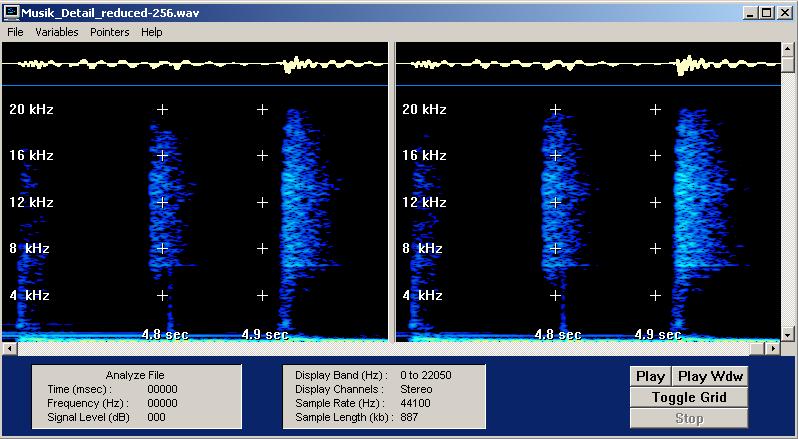 Musik_Detail_reduced-256.wav
File Variables Pointers Help
20 kHz 20 kHz
16 kHz 16 kHz
12 kHz 12 kHz
8 kHz 8 kHz
4 kHz 4 kHz
4.8 sec 4.9 sec 4.8 sec 4.9 sec
Analyze File
Time (msec) : 00000
Frequency (Hz) : 00000
Signal Level (dB) 000
Display Band (Hz) : 0 to 22050
Display Channels : Stereo
Sample Rate (Hz) : 44100
Sample Length (kb) : 887
Play Play Wdw
Toggle Grid
Stop